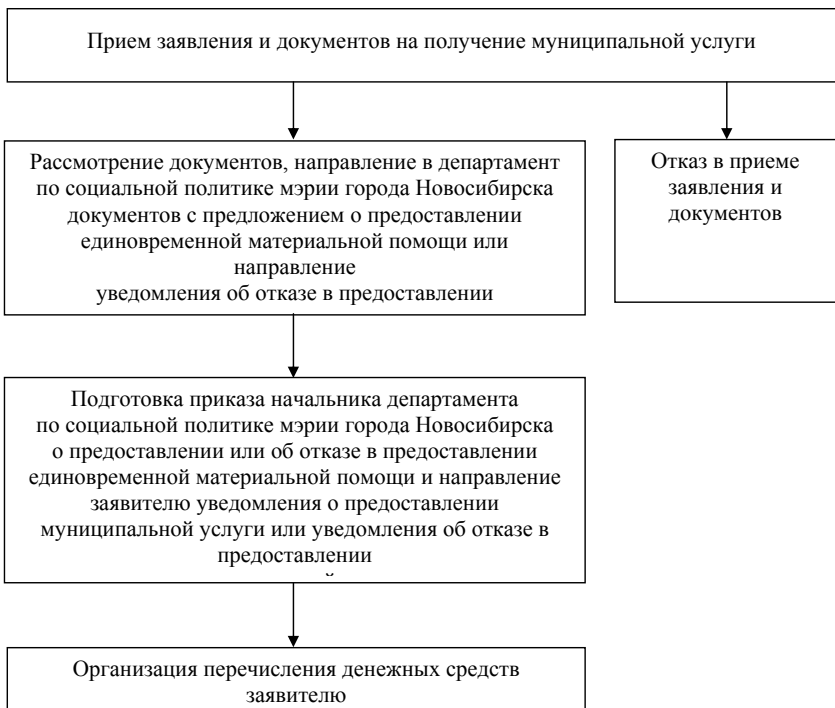 Прием заявления и документов на получение муниципальной услуги
Рассмотрение документов, направление в департамент
по социальной политике мэрии города Новосибирска
документов с предложением о предоставлении
единовременной материальной помощи или
направление
уведомления об отказе в предоставлении
Отказ в приеме
заявления и
документов
Подготовка приказа начальника департамента
по социальной политике мэрии города Новосибирска
о предоставлении или об отказе в предоставлении
единовременной материальной помощи и направление
заявителю уведомления о предоставлении
муниципальной услуги или уведомления об отказе в
предоставлении
Организация перечисления денежных средств
заявителю